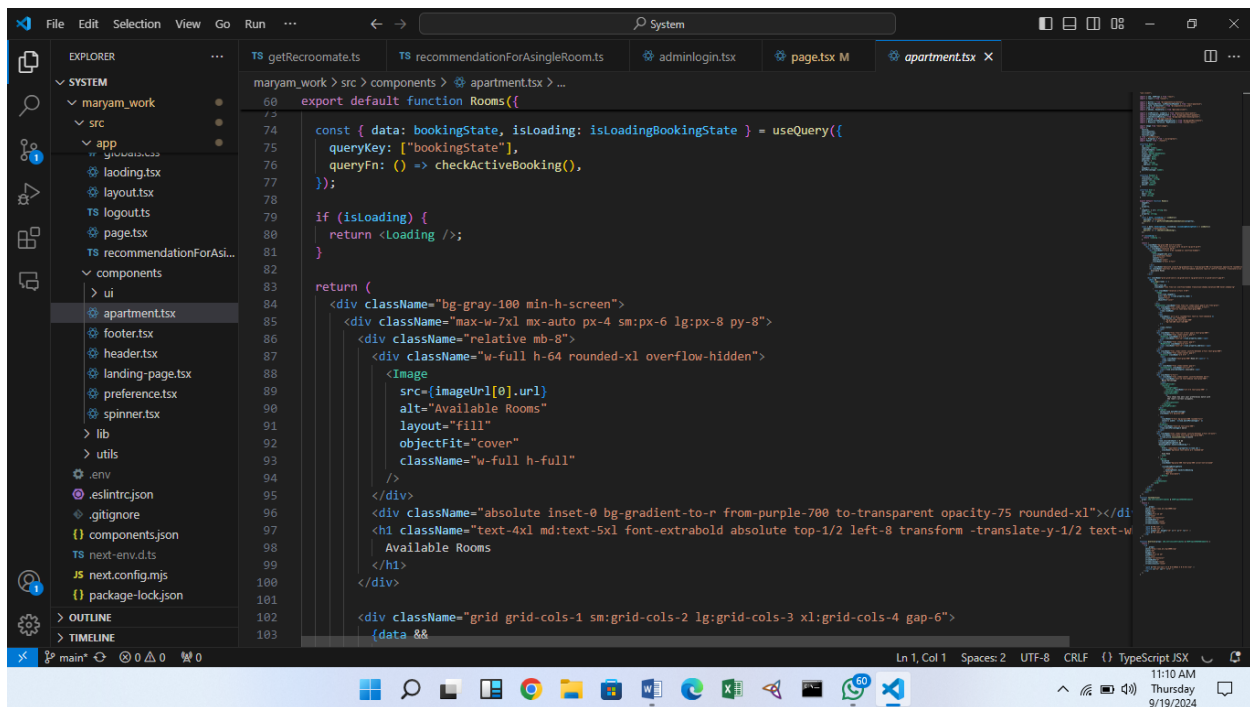 File Edit Selection View Go Run ··· System
EXPLORER ···
SYSTEM
maryam_work
src
app
globals.css
laoding.tsx
layout.tsx
TS logout.ts
page.tsx
TS recommendationForAsi...
components
ui
apartment.tsx
footer.tsx
header.tsx
landing-page.tsx
preference.tsx
spinner.tsx
lib
utils
.env
.eslintrc.json
.gitignore
{} components.json
TS next-env.d.ts
JS next.config.mjs
{} package-lock.json
OUTLINE
TIMELINE
TS getRecroomate.ts TS recommendationForAsingleRoom.ts adminlogin.tsx page.tsx M apartment.tsx
maryam_work > src > components > apartment.tsx > ...
60 export default function Rooms({
73
74 const { data: bookingState, isLoading: isLoadingBookingState } = useQuery({
75 queryKey: ["bookingState"],
76 queryFn: () => checkActiveBooking(),
77 });
78
79 if (isLoading) {
80 return <Loading />;
81 }
82
83 return (
84 <div className="bg-gray-100 min-h-screen">
85 <div className="max-w-7xl mx-auto px-4 sm:px-6 lg:px-8 py-8">
86 <div className="relative mb-8">
87 <div className="w-full h-64 rounded-xl overflow-hidden">
88 <Image
89 src={imageUrl[0].url}
90 alt="Available Rooms"
91 layout="fill"
92 objectFit="cover"
93 className="w-full h-full"
94 />
95 </div>
96 <div className="absolute inset-0 bg-gradient-to-r from-purple-700 to-transparent opacity-75 rounded-xl"></di
97 <h1 className="text-4xl md:text-5xl font-extrabold absolute top-1/2 left-8 transform -translate-y-1/2 text-w
98 Available Rooms
99 </h1>
100 </div>
101
102 <div className="grid grid-cols-1 sm:grid-cols-2 lg:grid-cols-3 xl:grid-cols-4 gap-6">
103 {data &&
1
1
main* 0 0 0 Ln 1, Col 1 Spaces: 2 UTF-8 CRLF {} TypeScript JSX
60
11:10 AM
Thursday
9/19/2024